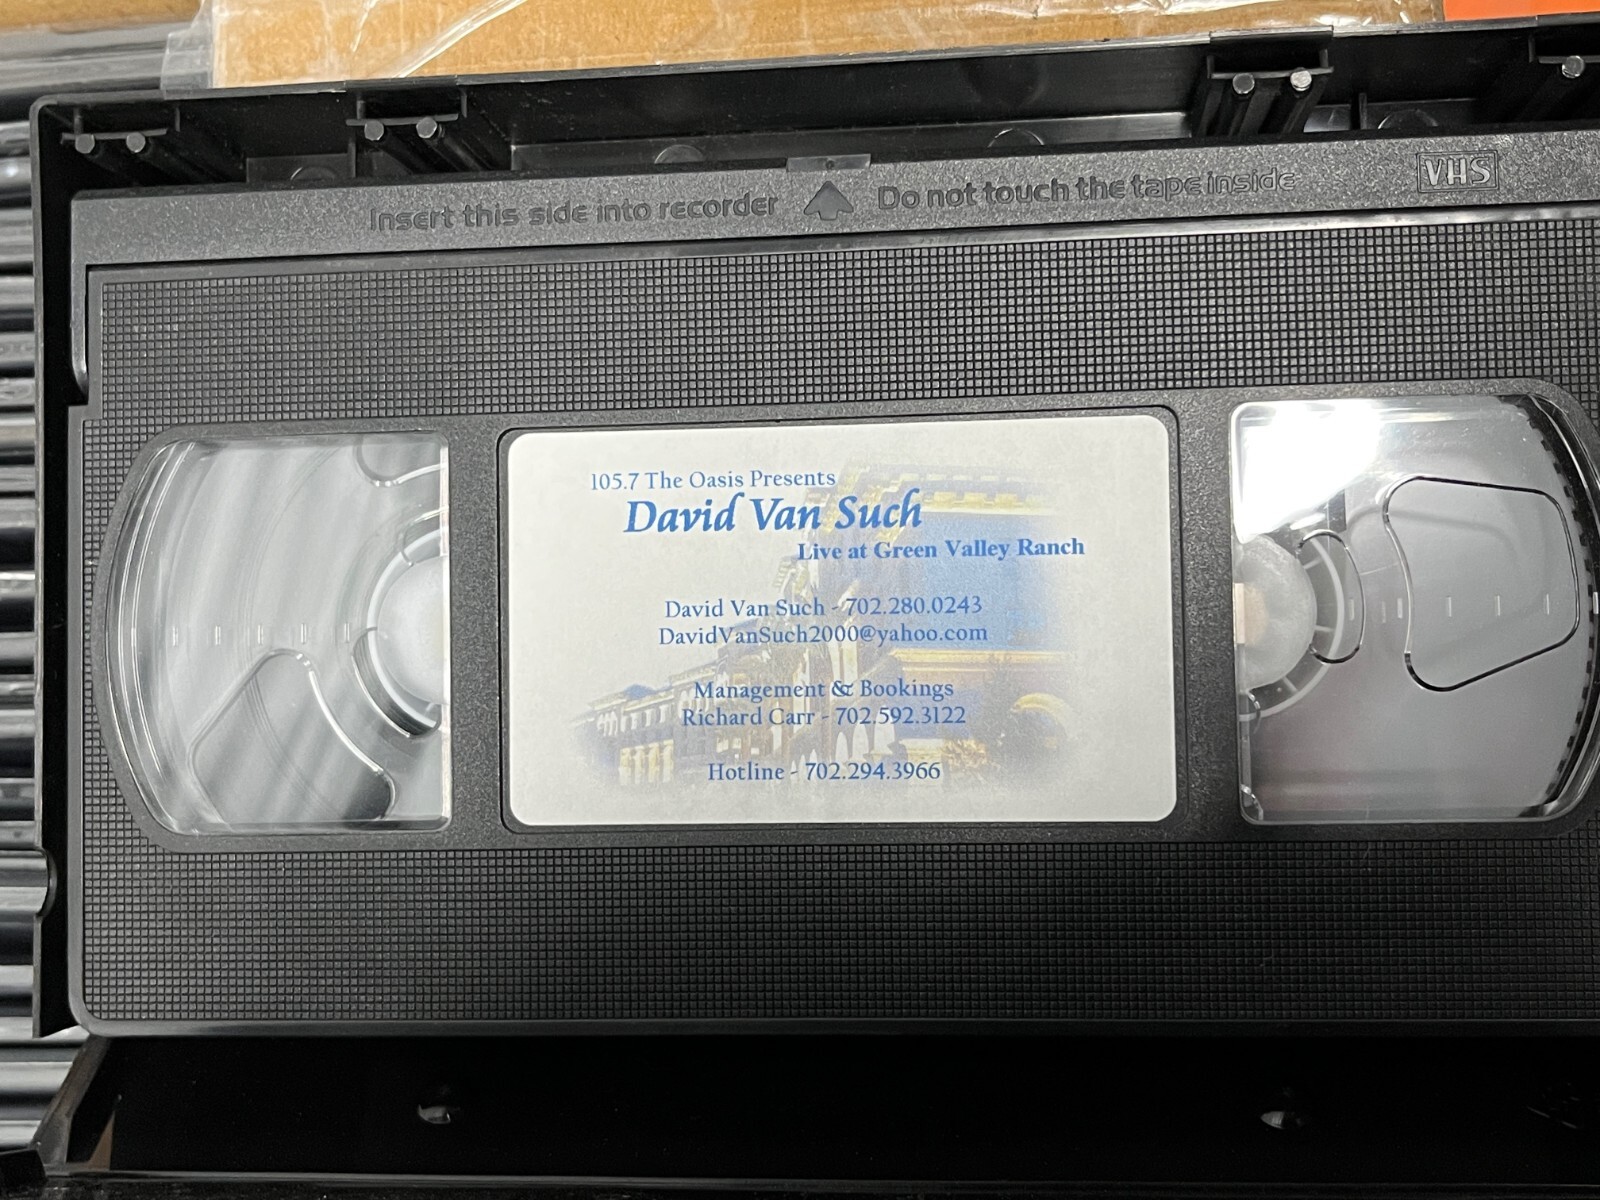 Insert this side into recorder Do not touch the tape inside VHS
105.7 The Oasis Presents
David Van Such
Live at Green Valley Ranch
David Van Such - 702.280.0243
DavidVanSuch2000@yahoo.com
Management & Bookings
Richard Carr - 702.592.3122
Hotline - 702.294.3966